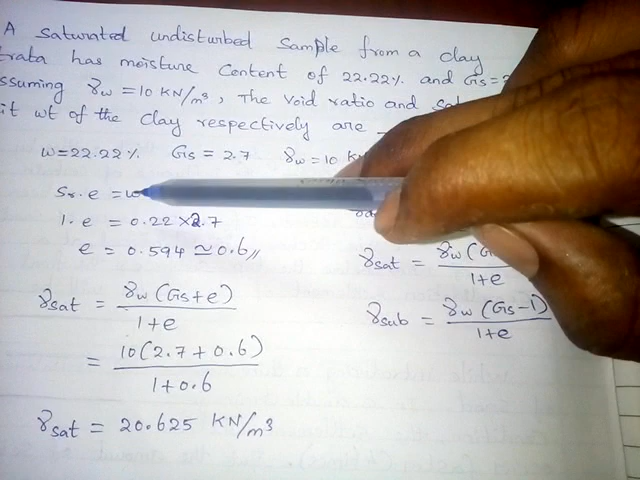 A saturated undisturbed sample from a clay
strata has moisture content of 22.22% and Gs =
assuming γw = 10 KN/m³, The void ratio and
wt of the clay respectively are
w = 22.22% Gs = 2.7 γw = 10
Sr. e = w
1. e = 0.22 × 2.7
e = 0.594 ≃ 0.6//
γsat = γw (Gs
1+e
γsub = γw (Gs-1)
1+e
γsat = γw (Gs+e)
1+e
= 10(2.7+0.6)
1+0.6
γsat = 20.625 KN/m³